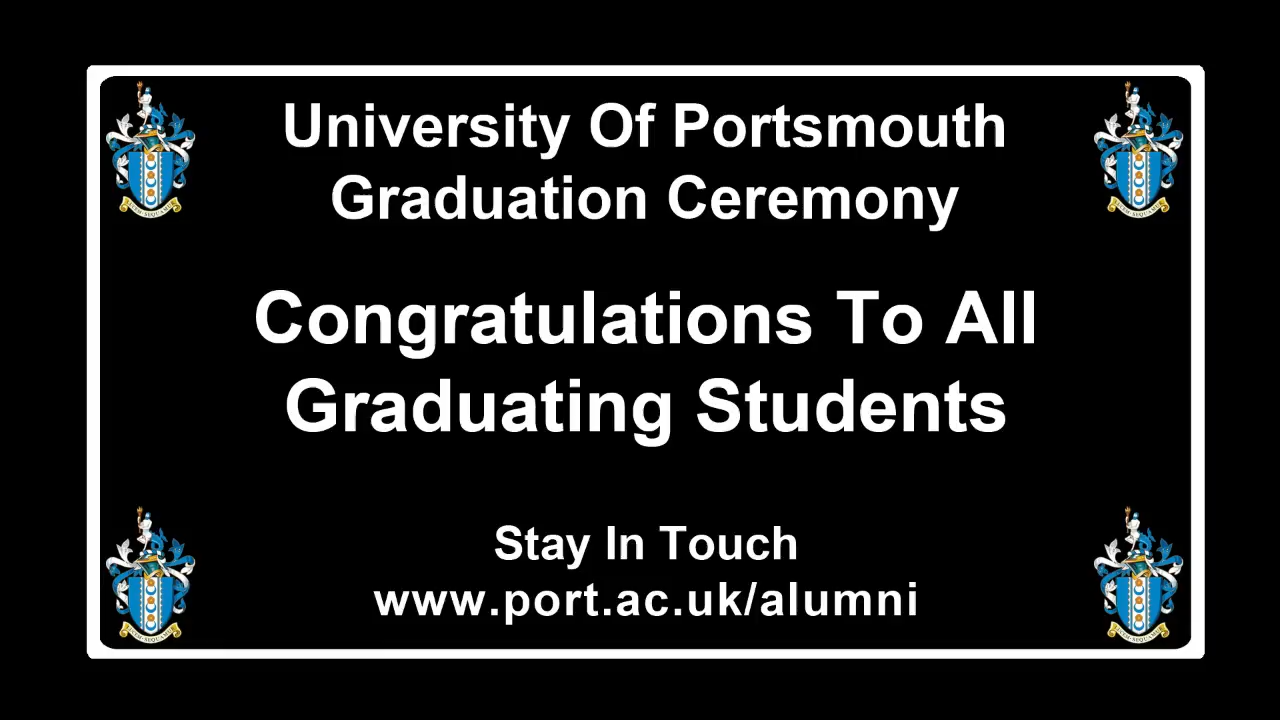 University Of Portsmouth
Graduation Ceremony
Congratulations To All
Graduating Students
Stay In Touch
www.port.ac.uk/alumni